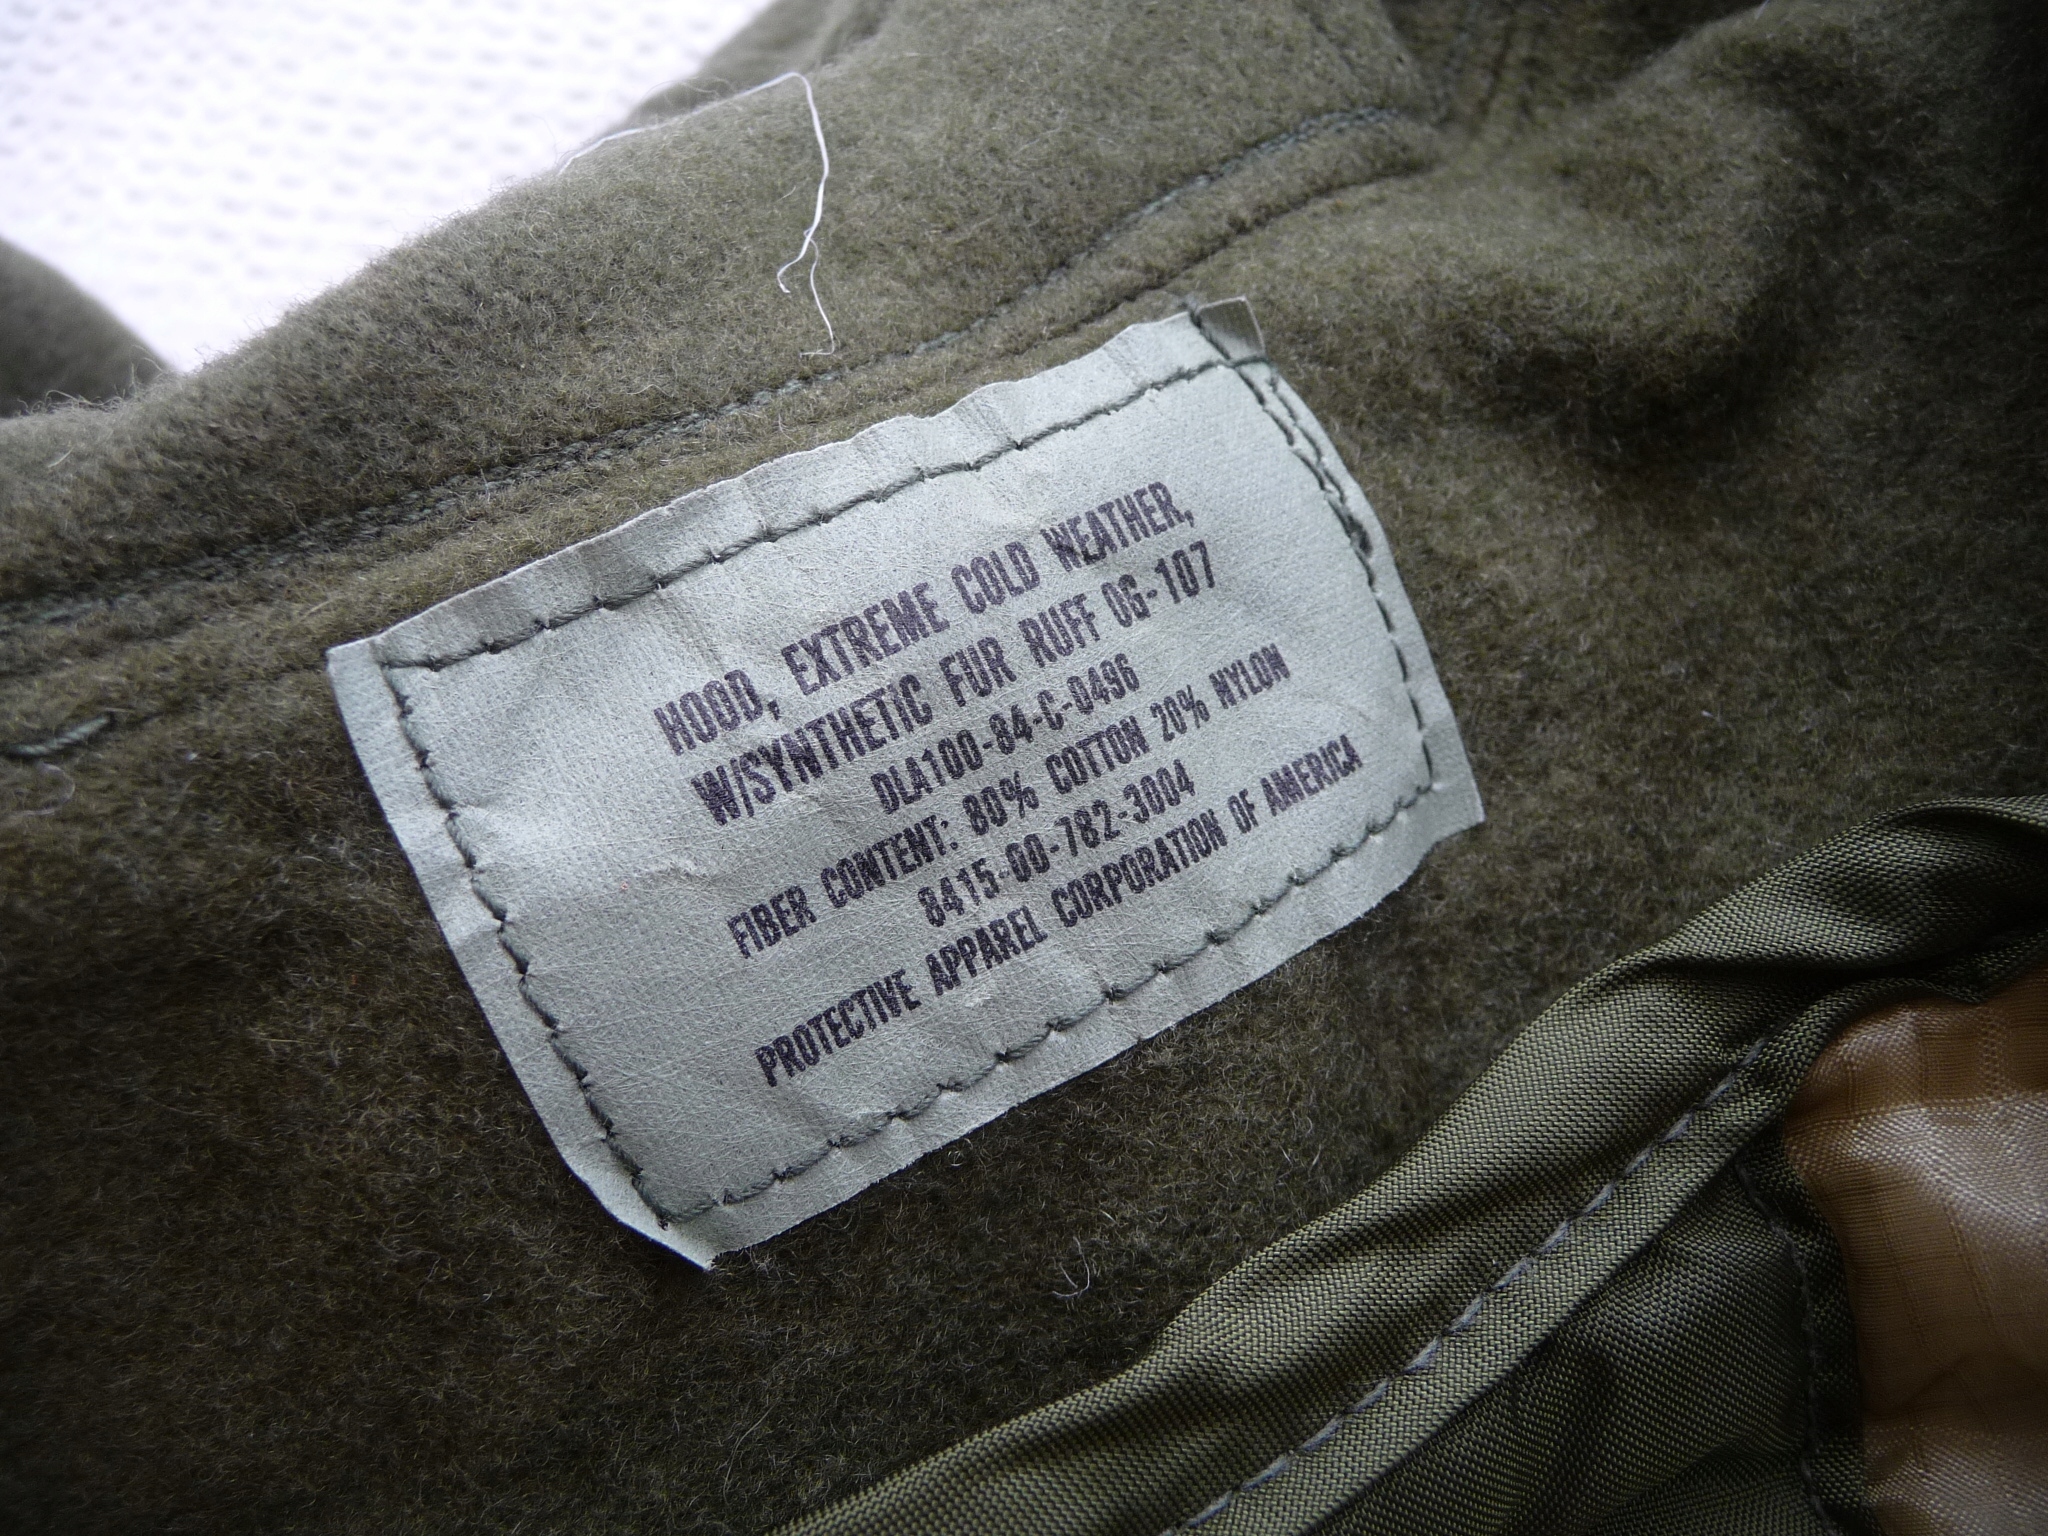 HOOD, EXTREME COLD WEATHER,
W/SYNTHETIC FUR RUFF OG-107
DLA100-84-C-0496
FIBER CONTENT: 80% COTTON 20% NYLON
8415-00-782-3004
PROTECTIVE APPAREL CORPORATION OF AMERICA